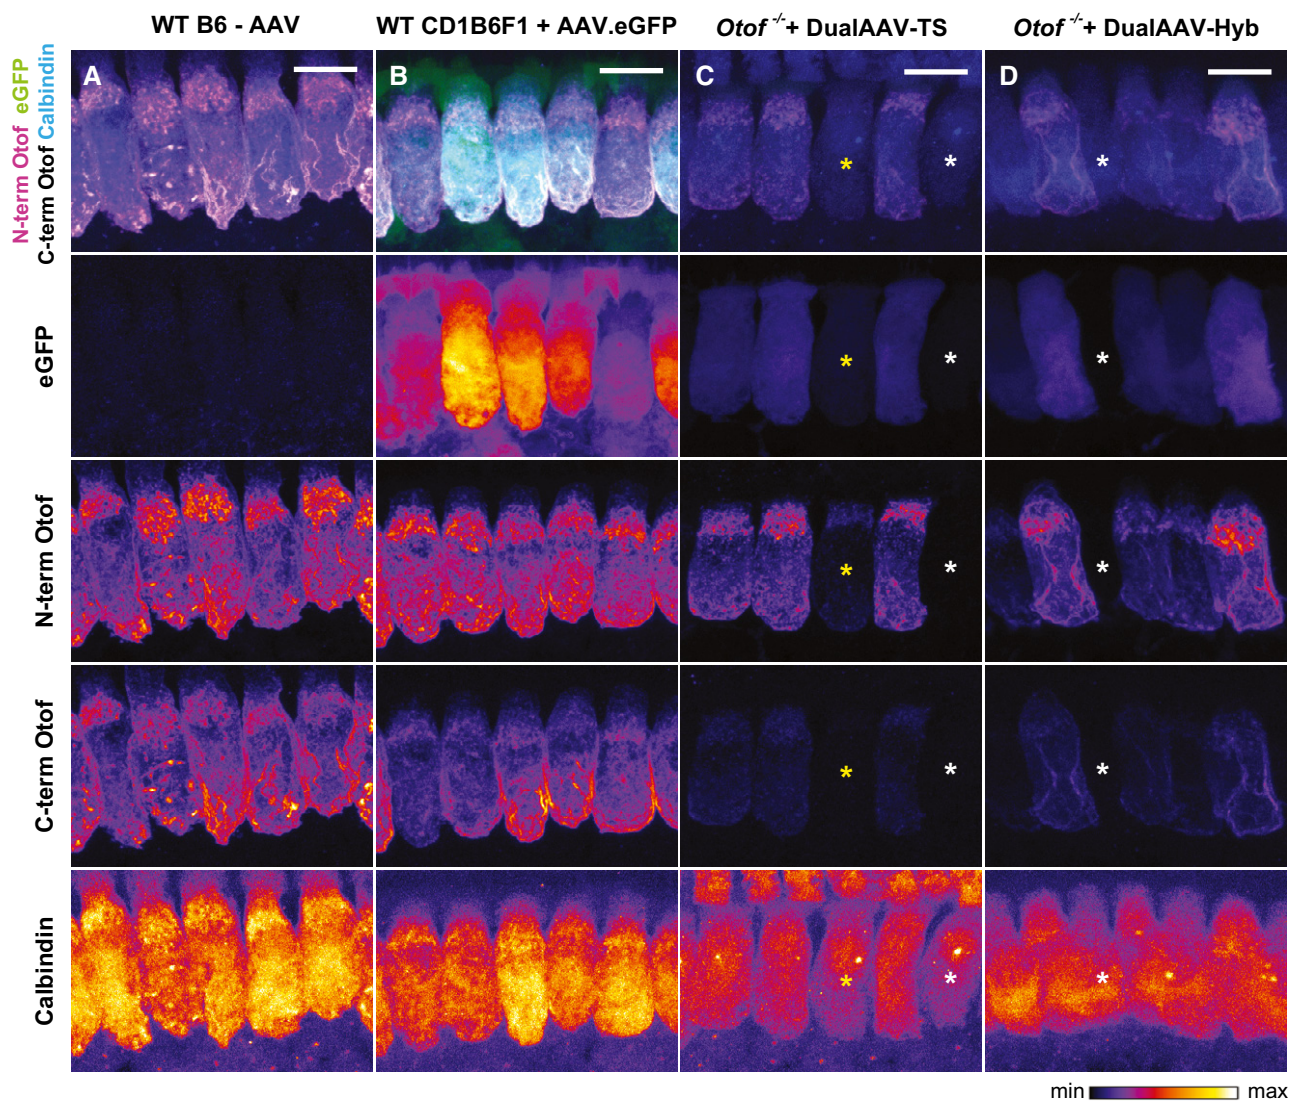 WT B6 - AAV
WT CD1B6F1 + AAV.eGFP
Otof -/-+ DualAAV-TS
Otof -/-+ DualAAV-Hyb
N-term Otof eGFP
C-term Otof Calbindin
A
B
C
D
*
*
*
eGFP
*
*
*
N-term Otof
*
*
*
C-term Otof
*
*
*
Calbindin
*
*
*
min max